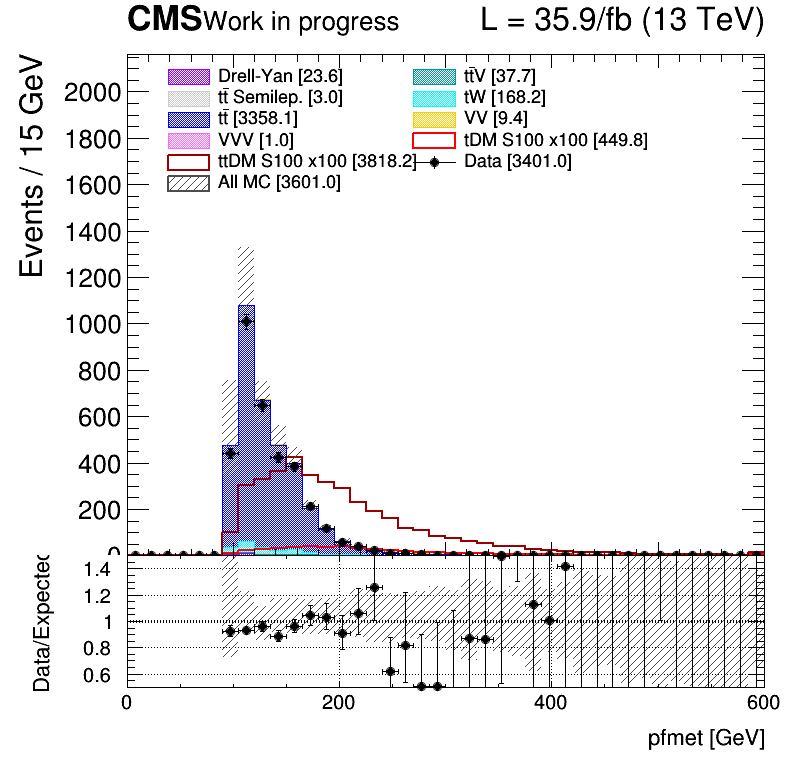 CMS Work in progress L = 35.9/fb (13 TeV)
Events / 15 GeV
2000
1800
1600
1400
1200
1000
800
600
400
200
0
Drell-Yan [23.6]
tt̄ Semilep. [3.0]
tt̄ [3358.1]
VVV [1.0]
ttDM S100 x100 [3818.2]
All MC [3601.0]
tt̄V [37.7]
tW [168.2]
VV [9.4]
tDM S100 x100 [449.8]
Data [3401.0]
Data/Expected
1.4
1.2
1
0.8
0.6
0 200 400 600
pfmet [GeV]